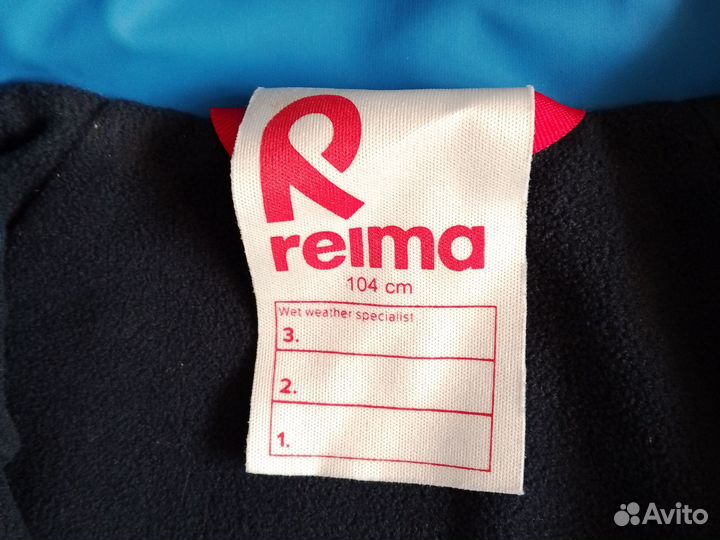 reima
104 cm
Wet weather specialist
3.
2.
1.
Avito